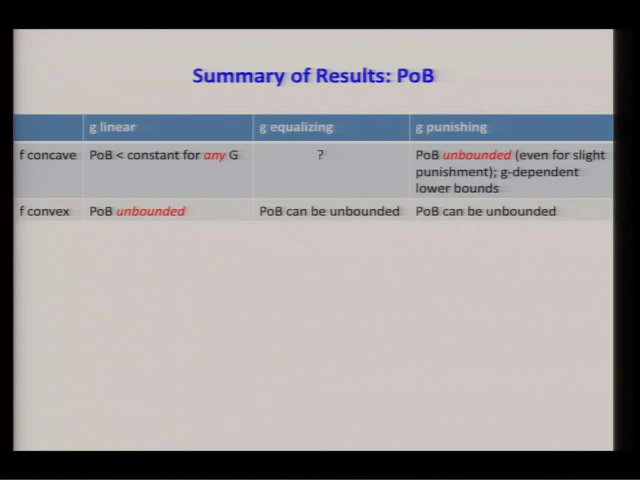 Summary of Results: PoB
g linear g equalizing g punishing
f concave PoB < constant for any G ? PoB unbounded (even for slight
punishment); g-dependent
lower bounds
f convex PoB unbounded PoB can be unbounded PoB can be unbounded